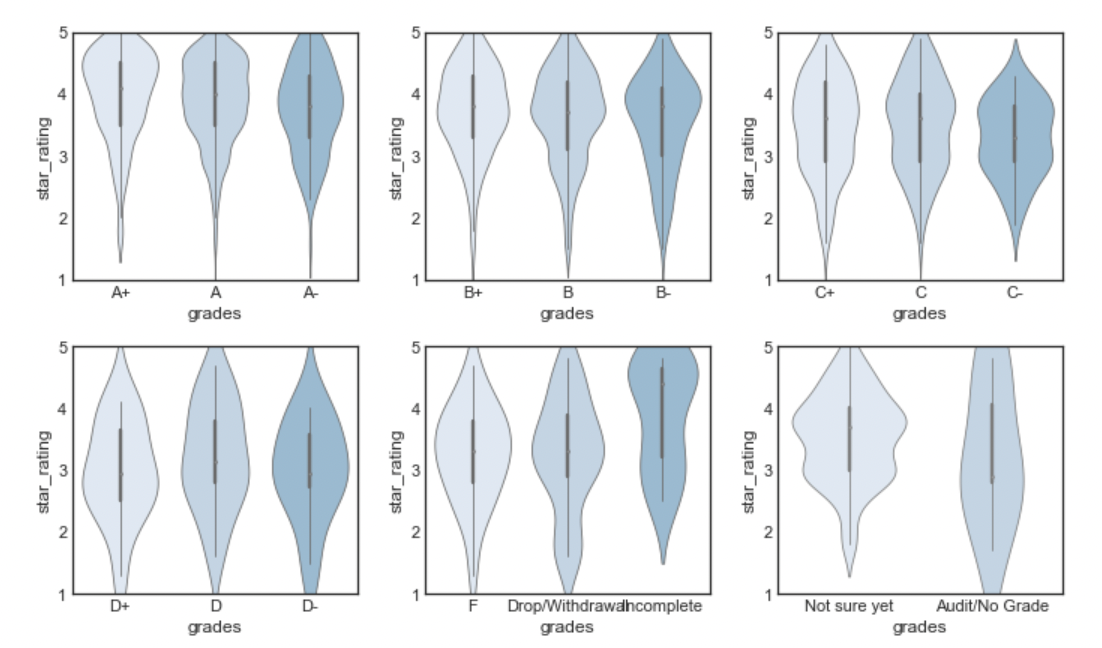 5
4
3
2
1
star_rating
A+ A A-
grades
5
4
3
2
1
star_rating
B+ B B-
grades
5
4
3
2
1
star_rating
C+ C C-
grades
5
4
3
2
1
star_rating
D+ D D-
grades
5
4
3
2
1
star_rating
F Drop/Withdrawal Incomplete
grades
5
4
3
2
1
star_rating
Not sure yet Audit/No Grade
grades